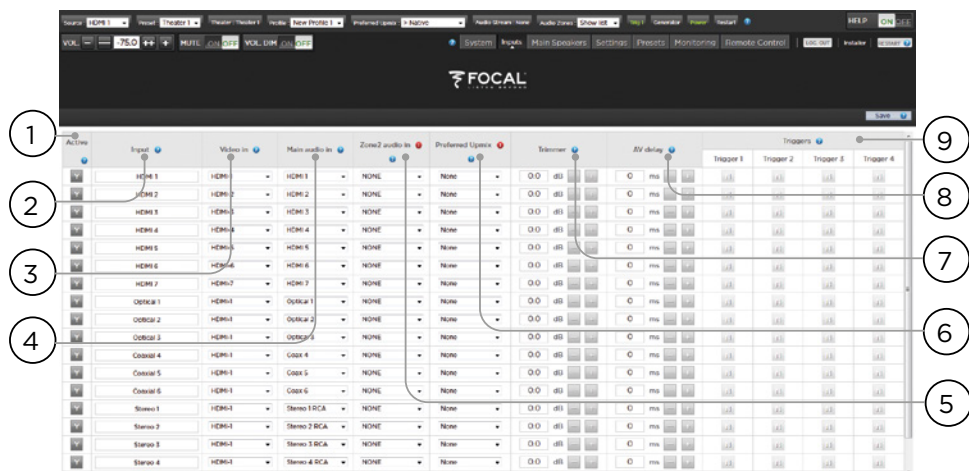 Source HDMI 1 Preset Theater 1 Theater : Theater 1 Profile New Profile 1 Preferred Upmix > Native Audio Stream : None Audio Zones Show list Trig 1 Generator Power Restart HELP ON OFF
VOL. -75.0 MUTE ON OFF VOL. DIM ON OFF System Inputs Main Speakers Settings Presets Monitoring Remote Control LOG OUT Installer
FOCAL
LISTEN BEYOND
Save
1 Active Input Video in Main audio in Zone2 audio in Preferred Upmix Trimmer AV delay Triggers 9
Trigger 1 Trigger 2 Trigger 3 Trigger 4
HDMI 1 HDMI-1 HDMI 1 NONE None 0.0 dB 0 ms
2 HDMI 2 HDMI-2 HDMI 2 NONE None 0.0 dB 0 ms 8
HDMI 3 HDMI-3 HDMI 3 NONE None 0.0 dB 0 ms
HDMI 4 HDMI-4 HDMI 4 NONE None 0.0 dB 0 ms
3 HDMI 5 HDMI-5 HDMI 5 NONE None 0.0 dB 0 ms 7
HDMI 6 HDMI-6 HDMI 6 NONE None 0.0 dB 0 ms
HDMI 7 HDMI-7 HDMI 7 NONE None 0.0 dB 0 ms
Optical 1 HDMI-1 Optical 1 NONE None 0.0 dB 0 ms
4 Optical 2 HDMI-1 Optical 2 NONE None 0.0 dB 0 ms 6
Optical 3 HDMI-1 Optical 3 NONE None 0.0 dB 0 ms
Coaxial 4 HDMI-1 Coax 4 NONE None 0.0 dB 0 ms
Coaxial 5 HDMI-1 Coax 5 NONE None 0.0 dB 0 ms
Coaxial 6 HDMI-1 Coax 6 NONE None 0.0 dB 0 ms 5
Stereo 1 HDMI-1 Stereo 1 RCA NONE None 0.0 dB 0 ms
Stereo 2 HDMI-1 Stereo 2 RCA NONE None 0.0 dB 0 ms
Stereo 3 HDMI-1 Stereo 3 RCA NONE None 0.0 dB 0 ms
Stereo 4 HDMI-1 Stereo 4 RCA NONE None 0.0 dB 0 ms